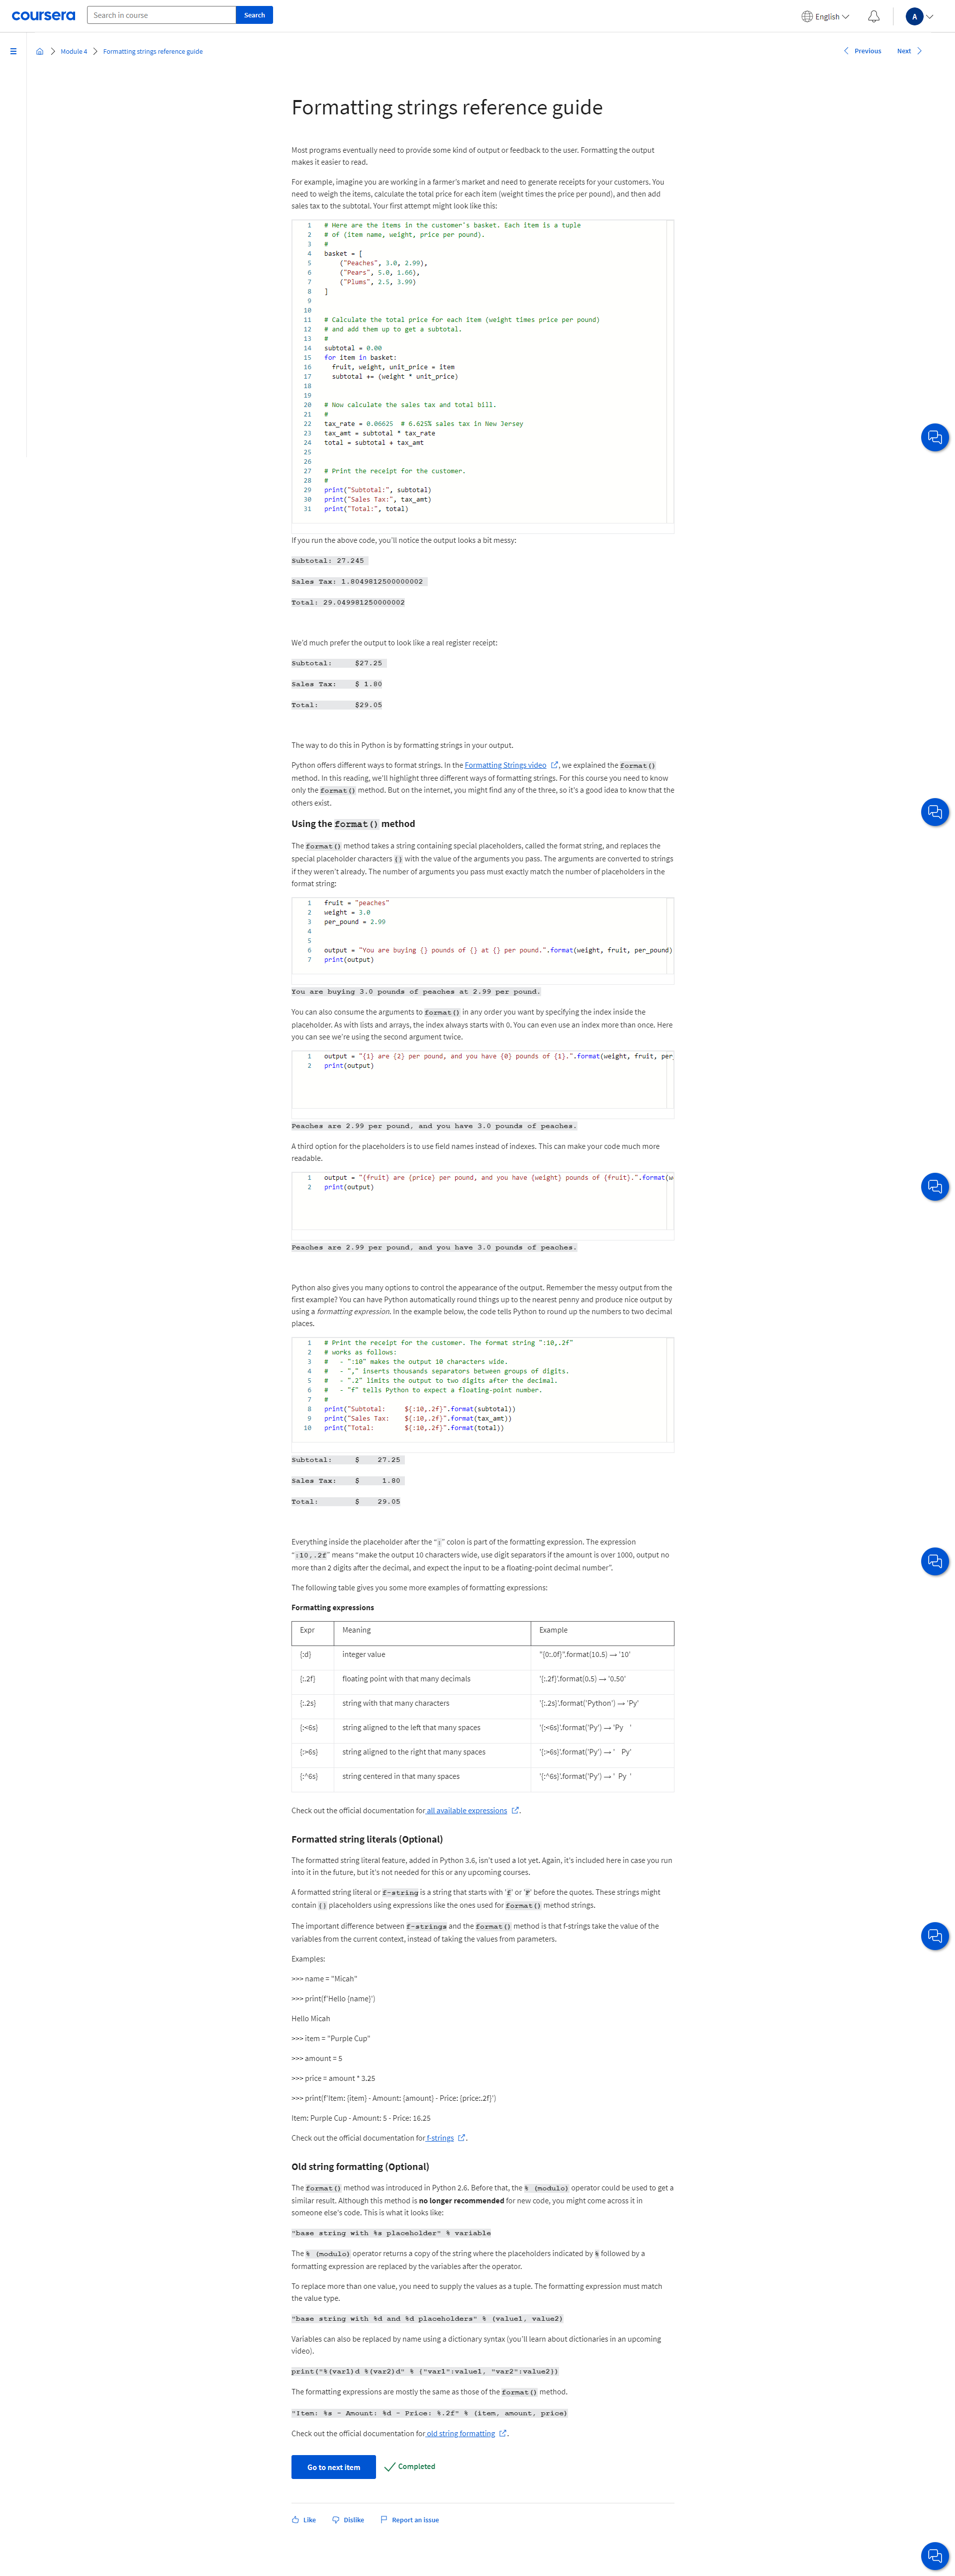 coursera
Search in course
Search
English
A
Module 4
Formatting strings reference guide
Previous
Next
Formatting strings reference guide
Most programs eventually need to provide some kind of output or feedback to the user. Formatting the output
makes it easier to read.
For example, imagine you are working in a farmer's market and need to generate receipts for your customers. You
need to weigh the items, calculate the total price for each item (weight times price per pound), and then add
sales tax to the subtotal. Your first attempt might look like this:
1 # Here are the items in the customer's basket. Each item is a tuple
2 # of (item name, weight, price per pound).
3 #
4 basket = [
5     ("Peaches", 3.0, 2.99),
6     ("Pears", 5.0, 1.66),
7     ("Plums", 2.5, 3.99)
8 ]
9
10
11 # Calculate the total price for each item (weight times price per pound)
12 # and add them up to get a subtotal.
13 #
14 subtotal = 0.00
15 for item in basket:
16   fruit, weight, unit_price = item
17   subtotal += (weight * unit_price)
18
19
20 # Now calculate the sales tax and total bill.
21 #
22 tax_rate = 0.06625  # 6.625% sales tax in New Jersey
23 tax_amt = subtotal * tax_rate
24 total = subtotal + tax_amt
25
26
27 # Print the receipt for the customer.
28 #
29 print("Subtotal:", subtotal)
30 print("Sales Tax:", tax_amt)
31 print("Total:", total)
If you run the above code, you'll notice the output looks a bit messy:
Subtotal: 27.245
Sales Tax: 1.8049812500000002
Total: 29.049981250000002
We'd much prefer the output to look like a real register receipt:
Subtotal:     $27.25
Sales Tax:    $ 1.80
Total:        $29.05
The way to do this in Python is by formatting strings in your output.
Python offers different ways to format strings. In the Formatting Strings video , we explained the format()
method. In this reading, we'll highlight three different ways of formatting strings. For this course you need to know
only the format() method. But on the internet, you might find any of the three, so it's a good idea to know that the
others exist.
Using the format() method
The format() method takes a string containing special placeholders, called the format string, and replaces the
special placeholder characters {} with the value of the arguments you pass. The arguments are converted to strings
if they weren't already. The number of arguments you pass must exactly match the number of placeholders in the
format string:
1 fruit = "peaches"
2 weight = 3.0
3 per_pound = 2.99
4
5
6 output = "You are buying {} pounds of {} at {} per pound.".format(weight, fruit, per_pound)
7 print(output)
You are buying 3.0 pounds of peaches at 2.99 per pound.
You can also consume the arguments to format() in any order you want by specifying the index inside the
placeholder. As with lists and arrays, the index always starts with 0. You can even use an index more than once. Here
you can see we're using the second argument twice.
1 output = "{1} are {2} per pound, and you have {0} pounds of {1}.".format(weight, fruit, per_
2 print(output)
Peaches are 2.99 per pound, and you have 3.0 pounds of peaches.
A third option for the placeholders is to use field names instead of indexes. This can make your code much more
readable.
1 output = "{fruit} are {price} per pound, and you have {weight} pounds of {fruit}.".format(w
2 print(output)
Peaches are 2.99 per pound, and you have 3.0 pounds of peaches.
Python also gives you many options to control the appearance of the output. Remember the messy output from the
first example? You can have Python automatically round things up to the nearest penny and produce nice output by
using a formatting expression. In the example below, the code tells Python to round up the numbers to two decimal
places.
1 # Print the receipt for the customer. The format string ":10,.2f"
2 # works as follows:
3 #   - ":10" makes the output 10 characters wide.
4 #   - "," inserts thousands separators between groups of digits.
5 #   - ".2" limits the output to two digits after the decimal.
6 #   - "f" tells Python to expect a floating-point number.
7 #
8 print("Subtotal:     ${:10,.2f}".format(subtotal))
9 print("Sales Tax:    ${:10,.2f}".format(tax_amt))
10 print("Total:        ${:10,.2f}".format(total))
Subtotal:     $    27.25
Sales Tax:    $     1.80
Total:        $    29.05
Everything inside the placeholder after the ":" colon is part of the formatting expression. The expression
":10,.2f" means "make the output 10 characters wide, use digit separators if the amount is over 1000, output no
more than 2 digits after the decimal, and expect the input to be a floating-point decimal number".
The following table gives you some more examples of formatting expressions:
Formatting expressions
Expr Meaning Example
{:d} integer value "{0:.0f}".format(10.5) → '10'
{:.2f} floating point with that many decimals '{:.2f}'.format(0.5) → '0.50'
{:.2s} string with that many characters '{:.2s}'.format('Python') → 'Py'
{:<6s} string aligned to the left that many spaces '{:<6s}'.format('Py') → 'Py    '
{:>6s} string aligned to the right that many spaces '{:>6s}'.format('Py') → '    Py'
{:^6s} string centered in that many spaces '{:^6s}'.format('Py') → '  Py  '
Check out the official documentation for all available expressions .
Formatted string literals (Optional)
The formatted string literal feature, added in Python 3.6, isn't used a lot yet. Again, it's included here in case you run
into it in the future, but it's not needed for this or any upcoming courses.
A formatted string literal or f-string is a string that starts with 'f' or 'F' before the quotes. These strings might
contain {} placeholders using expressions like the ones used for format() method strings.
The important difference between f-strings and the format() method is that f-strings take the value of the
variables from the current context, instead of taking the values from parameters.
Examples:
>>> name = "Micah"
>>> print(f'Hello {name}')
Hello Micah
>>> item = "Purple Cup"
>>> amount = 5
>>> price = amount * 3.25
>>> print(f'Item: {item} - Amount: {amount} - Price: {price:.2f}')
Item: Purple Cup - Amount: 5 - Price: 16.25
Check out the official documentation for f-strings .
Old string formatting (Optional)
The format() method was introduced in Python 2.6. Before that, the % (modulo) operator could be used to get a
similar result. Although this method is no longer recommended for new code, you might come across it in
someone else's code. This is what it looks like:
"base string with %s placeholder" % variable
The % (modulo) operator returns a copy of the string where the placeholders indicated by % followed by a
formatting expression are replaced by the variables after the operator.
To replace more than one value, you need to supply the values as a tuple. The formatting expression must match
the value type.
"base string with %d and %d placeholders" % (value1, value2)
Variables can also be replaced by name using a dictionary syntax (you'll learn about dictionaries in an upcoming
video).
print("%(var1)d %(var2)d" % {"var1":value1, "var2":value2})
The formatting expressions are mostly the same as those of the format() method.
"Item: %s - Amount: %d - Price: %.2f" % (item, amount, price)
Check out the official documentation for old string formatting .
Go to next item
Completed
Like
Dislike
Report an issue